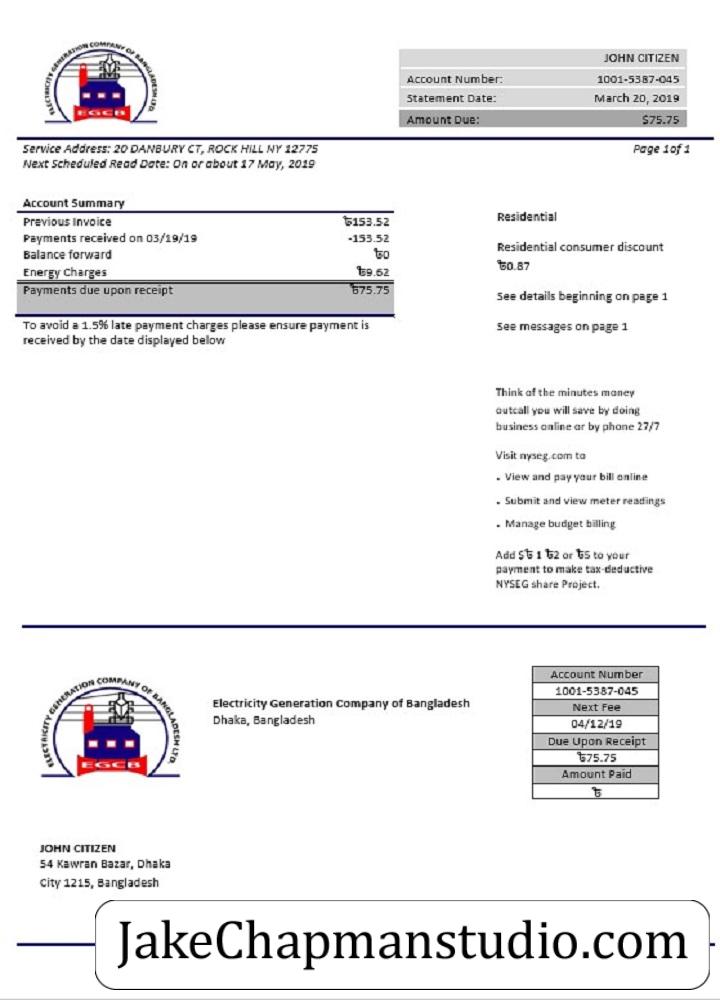 ELECTRICITY GENERATION COMPANY OF BANGLADESH LTD.
EGCB
JOHN CITIZEN
Account Number: 1001-5387-045
Statement Date: March 20, 2019
Amount Due: $75.75
Service Address: 20 DANBURY CT, ROCK HILL NY 12775
Page 1of 1
Next Scheduled Read Date: On or about 17 May, 2019
Account Summary
Previous Invoice ৳153.52
Payments received on 03/19/19 -153.52
Balance forward ৳0
Energy Charges ৳9.62
Payments due upon receipt ৳75.75
To avoid a 1.5% late payment charges please ensure payment is
received by the date displayed below
Residential
Residential consumer discount
৳0.87
See details beginning on page 1
See messages on page 1
Think of the minutes money
outcall you will save by doing
business online or by phone 27/7
Visit nyseg.com to
• View and pay your bill online
• Submit and view meter readings
• Manage budget billing
Add $৳ 1 ৳2 or ৳5 to your
payment to make tax-deductive
NYSEG share Project.
ELECTRICITY GENERATION COMPANY OF BANGLADESH LTD.
EGCB
Electricity Generation Company of Bangladesh
Dhaka, Bangladesh
Account Number
1001-5387-045
Next Fee
04/12/19
Due Upon Receipt
৳75.75
Amount Paid
৳
JOHN CITIZEN
54 Kawran Bazar, Dhaka
City 1215, Bangladesh
JakeChapmanstudio.com